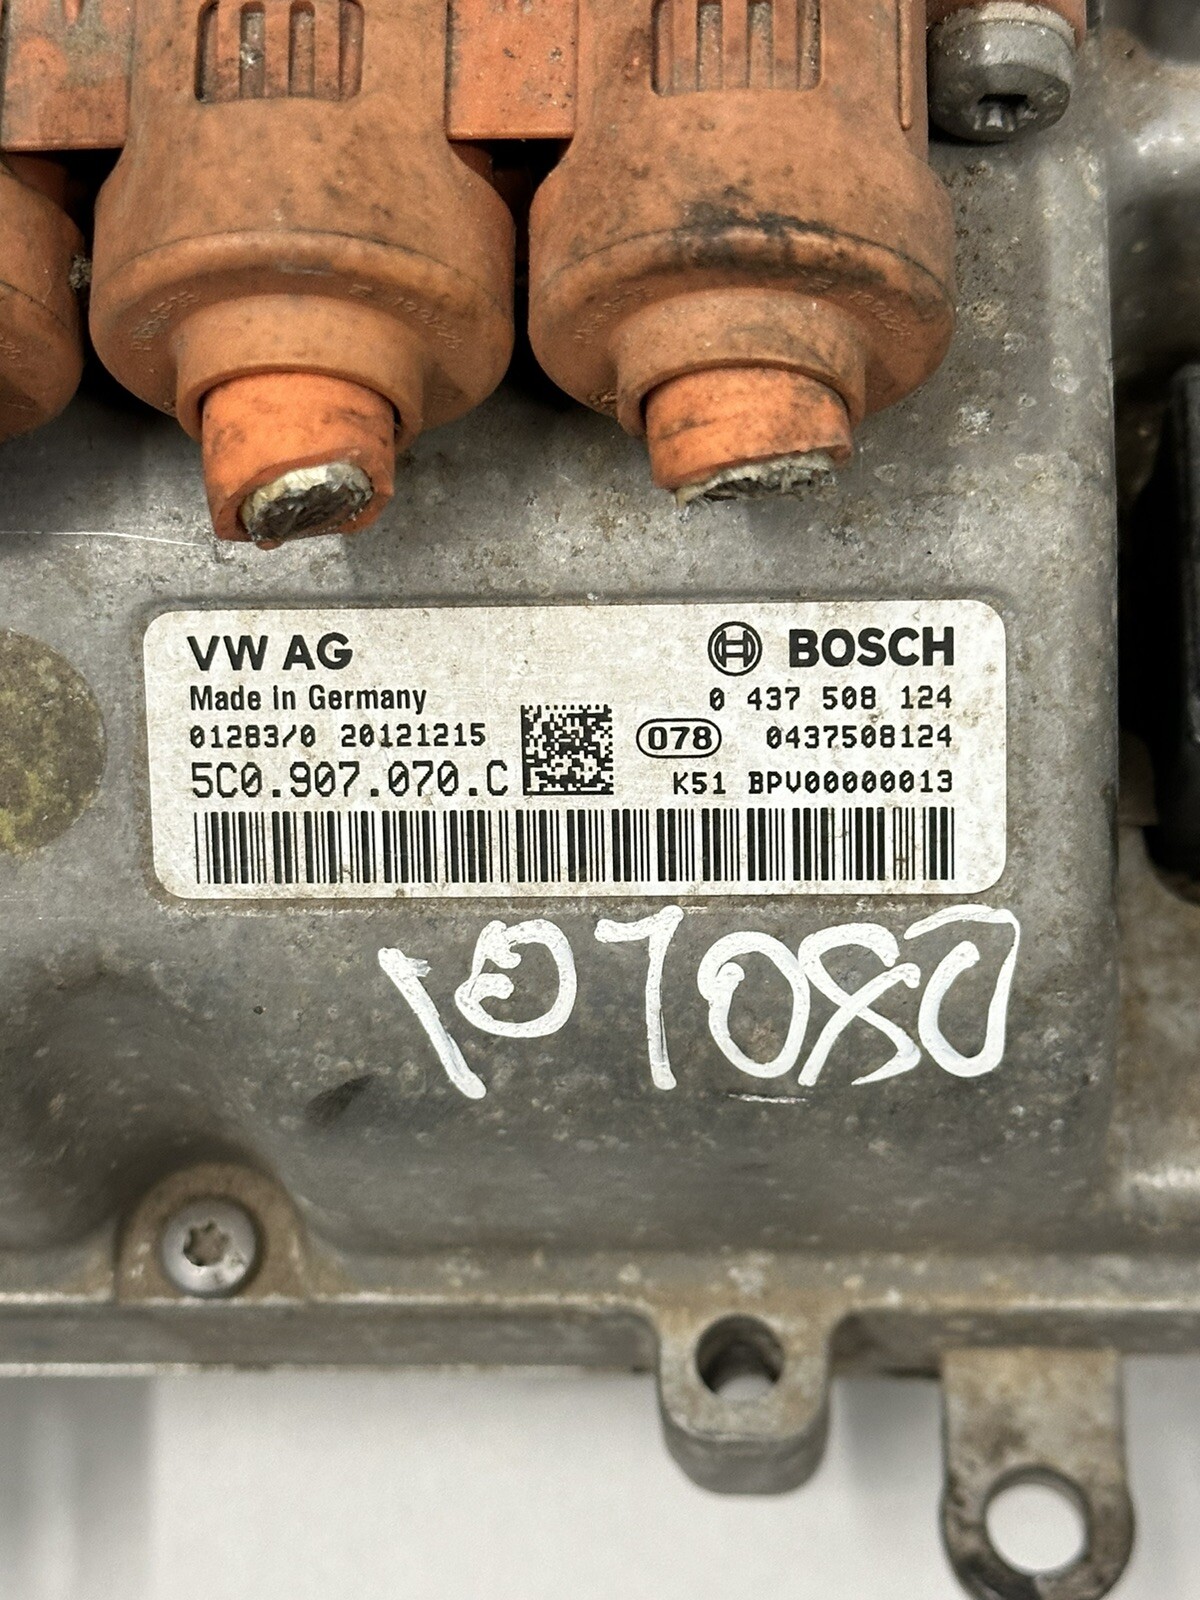 VW AG
Made in Germany
01283/0 20121215
5C0.907.070.C
BOSCH
0 437 508 124
078 0437508124
K51 BPV00000013
107080